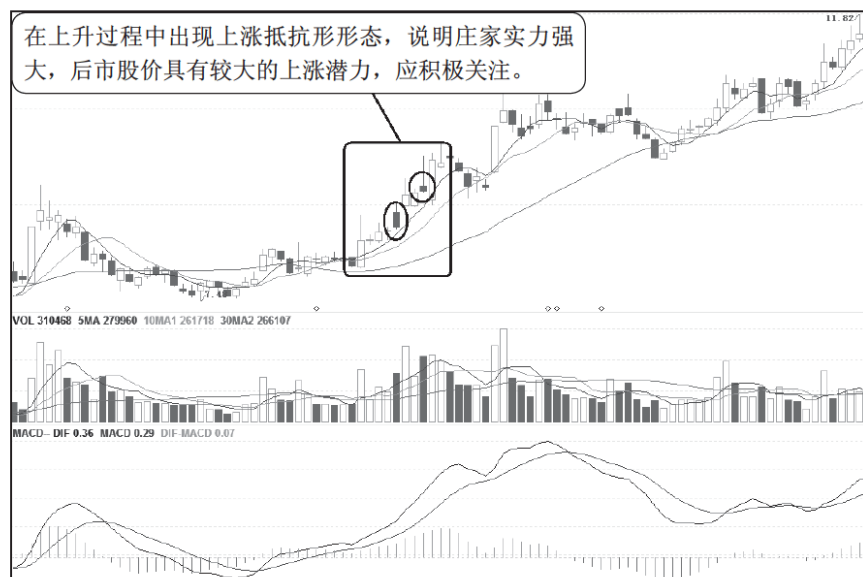 11.82
在上升过程中出现上涨抵抗形形态，说明庄家实力强
大，后市股价具有较大的上涨潜力，应积极关注。
VOL 310468 5MA 279960 10MA1 261718 30MA2 266107
MACD-- DIF 0.36 MACD 0.29 DIF-MACD 0.07